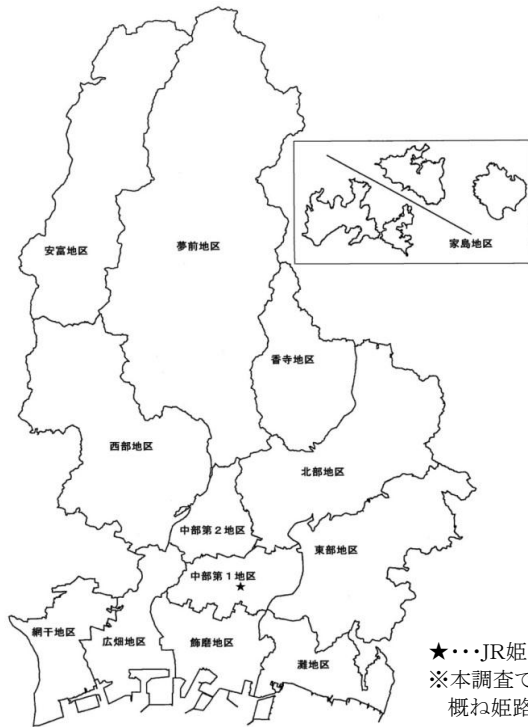 安富地区
夢前地区
家島地区
香寺地区
西部地区
北部地区
中部第2地区
東部地区
中部第1地区
★
網干地区
広畑地区
飾磨地区
灘地区
★・・・JR姫
※本調査で
概ね姫路